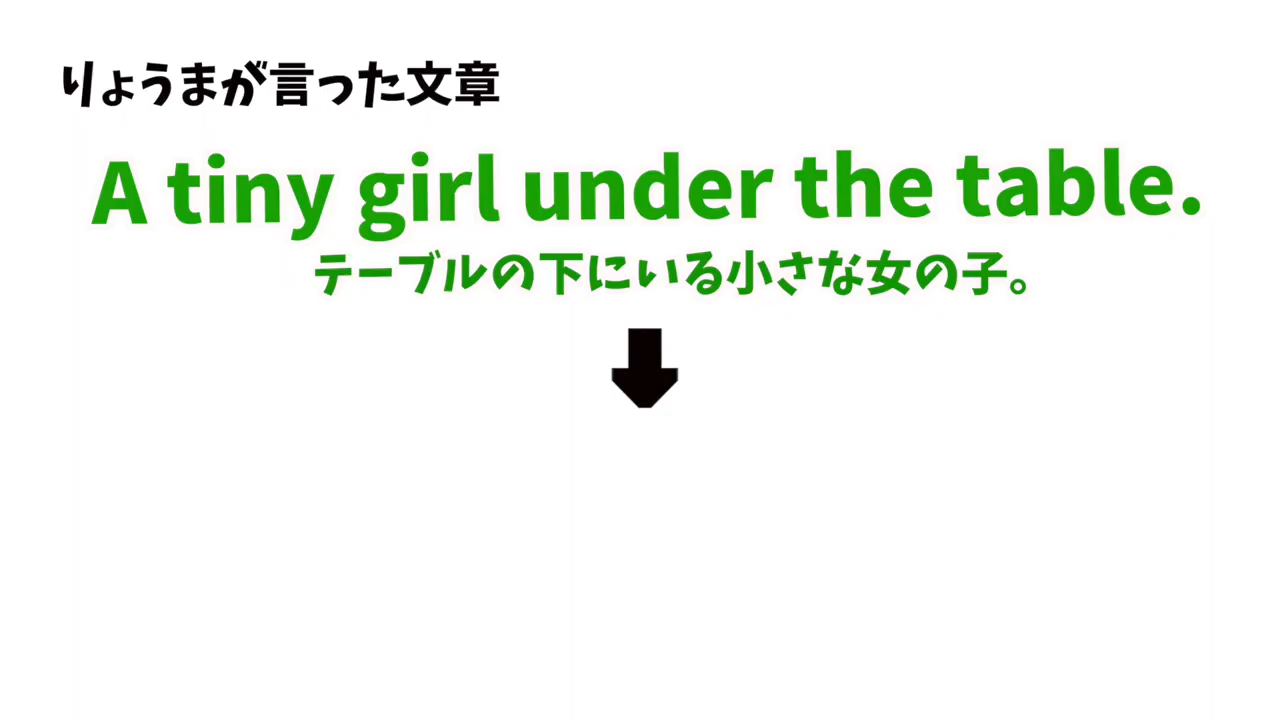 りょうまが言った文章
A tiny girl under the table.
テーブルの下にいる小さな女の子。